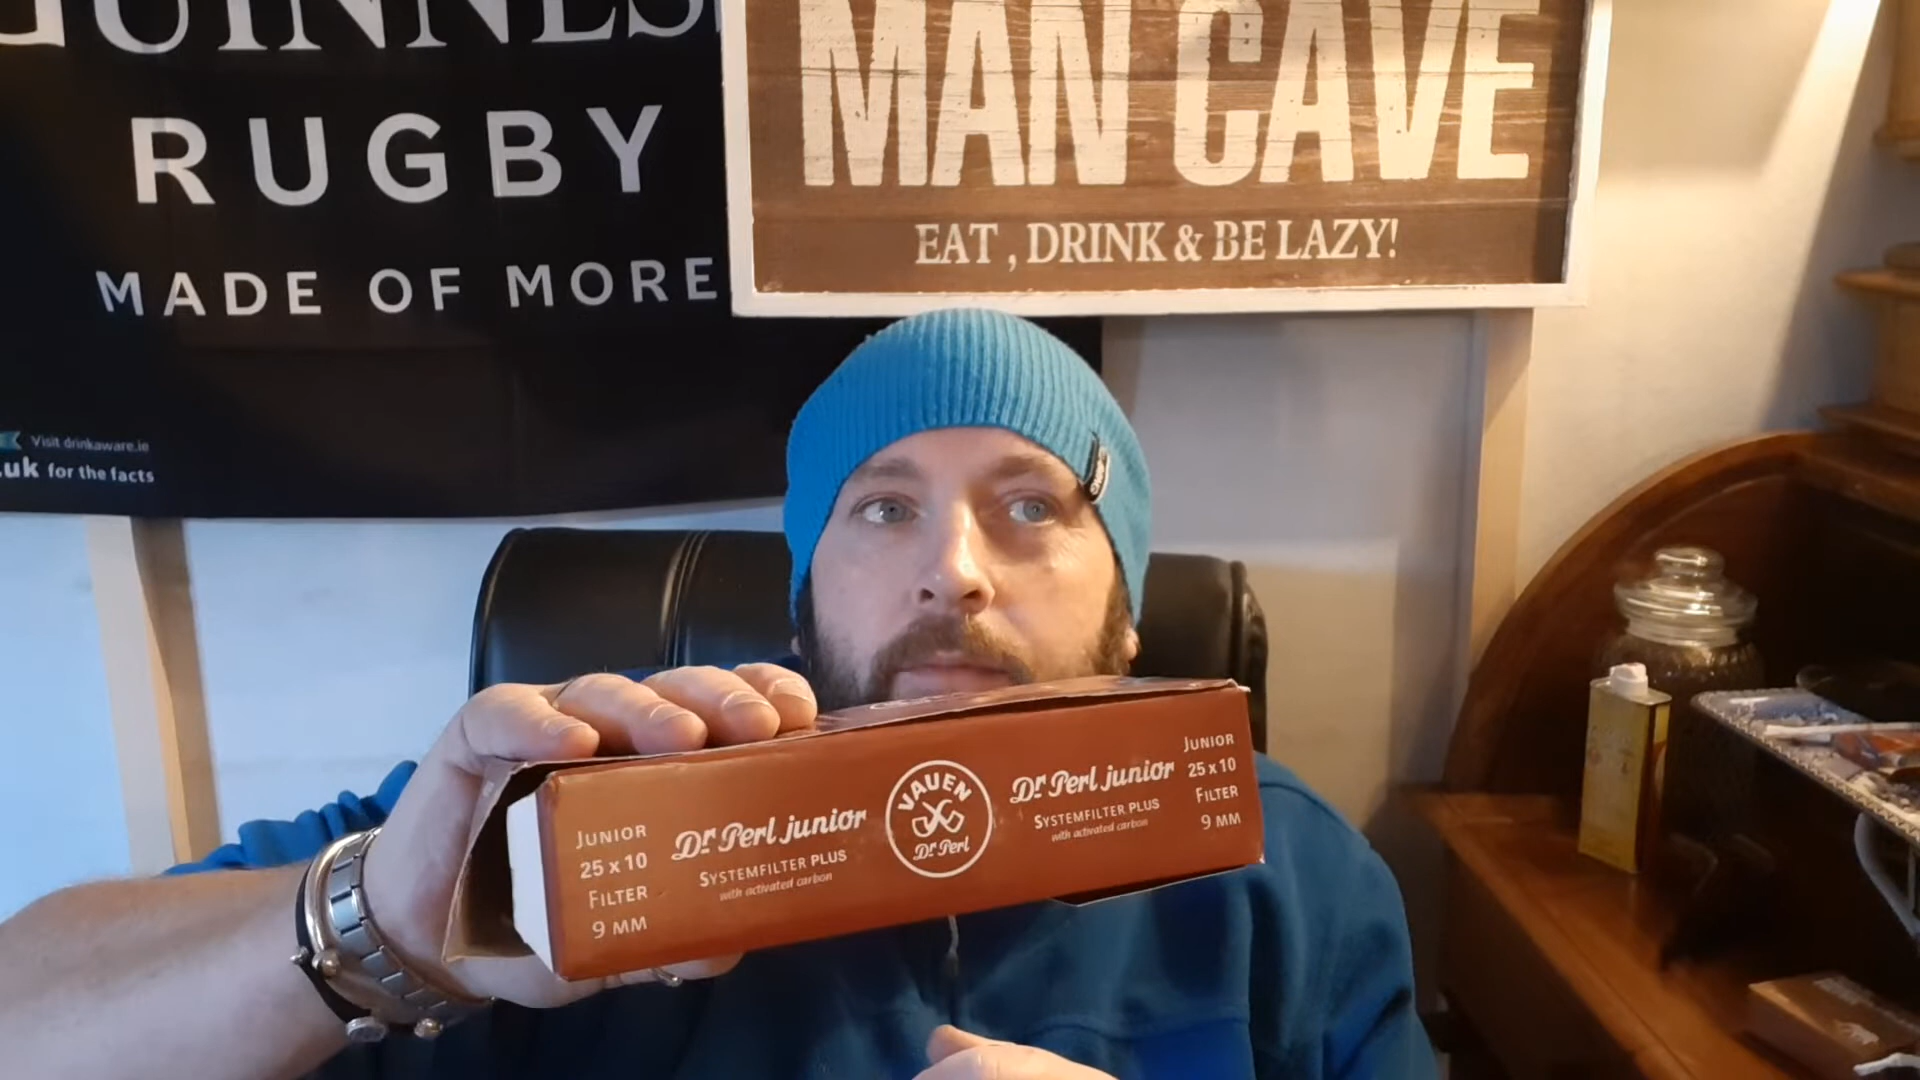 GUINNES
RUGBY
MADE OF MORE
Visit drinkaware.ie
.uk for the facts
MAN CAVE
EAT , DRINK & BE LAZY!
JUNIOR
25 x 10
FILTER
9 MM
Dr Perl junior
SYSTEMFILTER PLUS
with activated carbon
VAUEN
Dr Perl
Dr Perl junior
SYSTEMFILTER PLUS
with activated carbon
JUNIOR
25 x 10
FILTER
9 MM